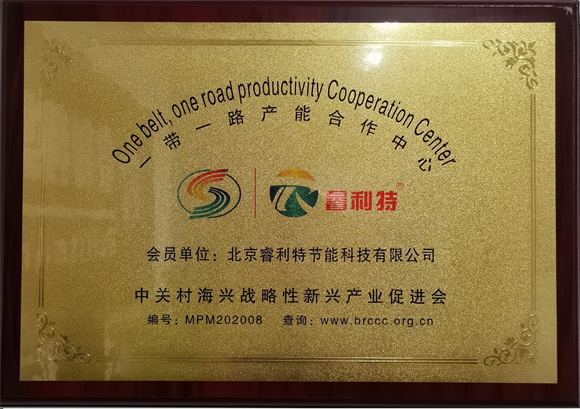 One belt, one road productivity Cooperation Center
一带一路产能合作中心
睿利特®
会员单位：北京睿利特节能科技有限公司
中关村海兴战略性新兴产业促进会
编号：MPM202008 查询：www.brccc.org.cn